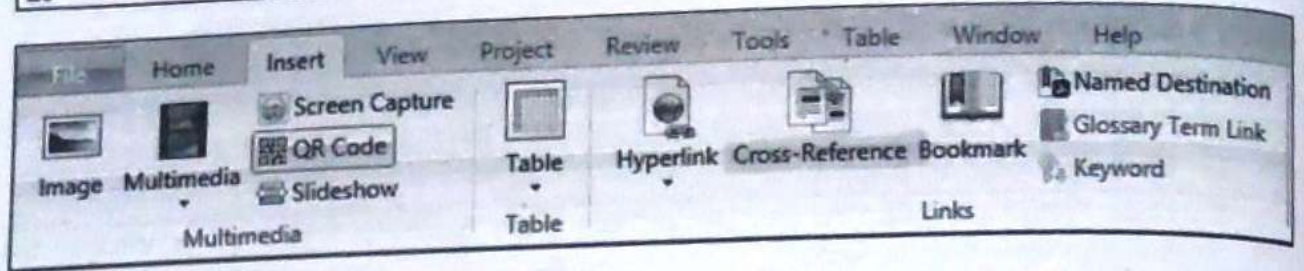 File Home Insert View Project Review Tools Table Window Help
Image
Multimedia
Screen Capture
QR Code
Slideshow
Multimedia
Table
Table
Hyperlink
Cross-Reference
Bookmark
Named Destination
Glossary Term Link
Keyword
Links